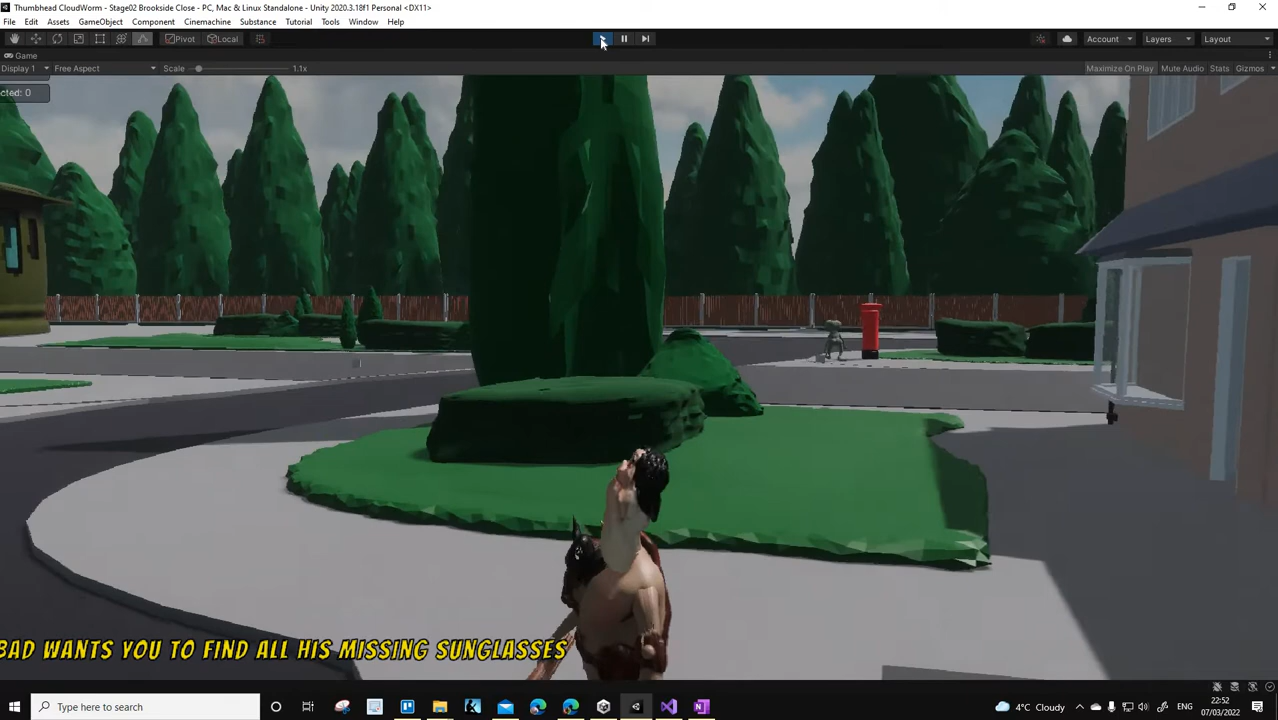 Thumbhead CloudWorm - Stage02 Brookside Close - PC, Mac & Linux Standalone - Unity 2020.3.18f1 Personal <DX11>
File Edit Assets GameObject Component Cinemachine Substance Tutorial Tools Window Help
Pivot Local Account Layers Layout
Game
Display 1 Free Aspect Scale 1.1x Maximize On Play Mute Audio Stats Gizmos
cted: 0
BAD WANTS YOU TO FIND ALL HIS MISSING SUNGLASSES
Type here to search 4°C Cloudy ENG 22:52
07/03/2022